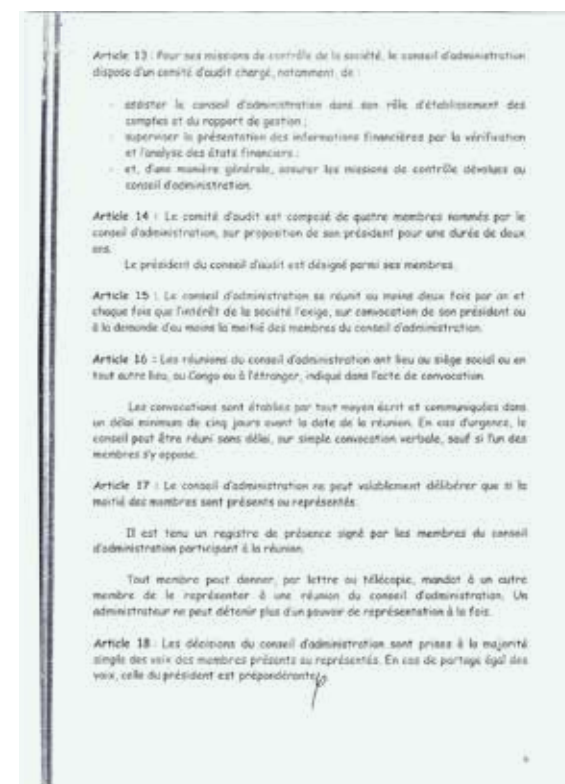 Article 13 : Pour ses missions de contrôle de la société, le conseil d'administration
dispose d'un comité d'audit chargé, notamment, de :
- assister le conseil d'administration dans son rôle d'établissement des
comptes et du rapport de gestion ;
- superviser la présentation des informations financières par la vérification
et l'analyse des états financiers ;
- et, d'une manière générale, assurer les missions de contrôle dévolues au
conseil d'administration.
Article 14 : Le comité d'audit est composé de quatre membres nommés par le
conseil d'administration, sur proposition de son président pour une durée de deux
ans.
Le président du conseil d'audit est désigné parmi ses membres.
Article 15 : Le conseil d'administration se réunit au moins deux fois par an et
chaque fois que l'intérêt de la société l'exige, sur convocation de son président ou
à la demande d'au moins la moitié des membres du conseil d'administration.
Article 16 : Les réunions du conseil d'administration ont lieu au siège social ou en
tout autre lieu, au Congo ou à l'étranger, indiqué dans l'acte de convocation.
Les convocations sont établies par tout moyen écrit et communiquées dans
un délai minimum de cinq jours avant la date de la réunion. En cas d'urgence, le
conseil peut être réuni sans délai, sur simple convocation verbale, sauf si l'un des
membres s'y oppose.
Article 17 : Le conseil d'administration ne peut valablement délibérer que si la
moitié des membres sont présents ou représentés.
Il est tenu un registre de présence signé par les membres du conseil
d'administration participant à la réunion.
Tout membre peut donner, par lettre ou télécopie, mandat à un autre
membre de le représenter à une réunion du conseil d'administration. Un
administrateur ne peut détenir plus d'un pouvoir de représentation à la fois.
Article 18 : Les décisions du conseil d'administration sont prises à la majorité
simple des voix des membres présents ou représentés. En cas de partage égal des
voix, celle du président est prépondérante.